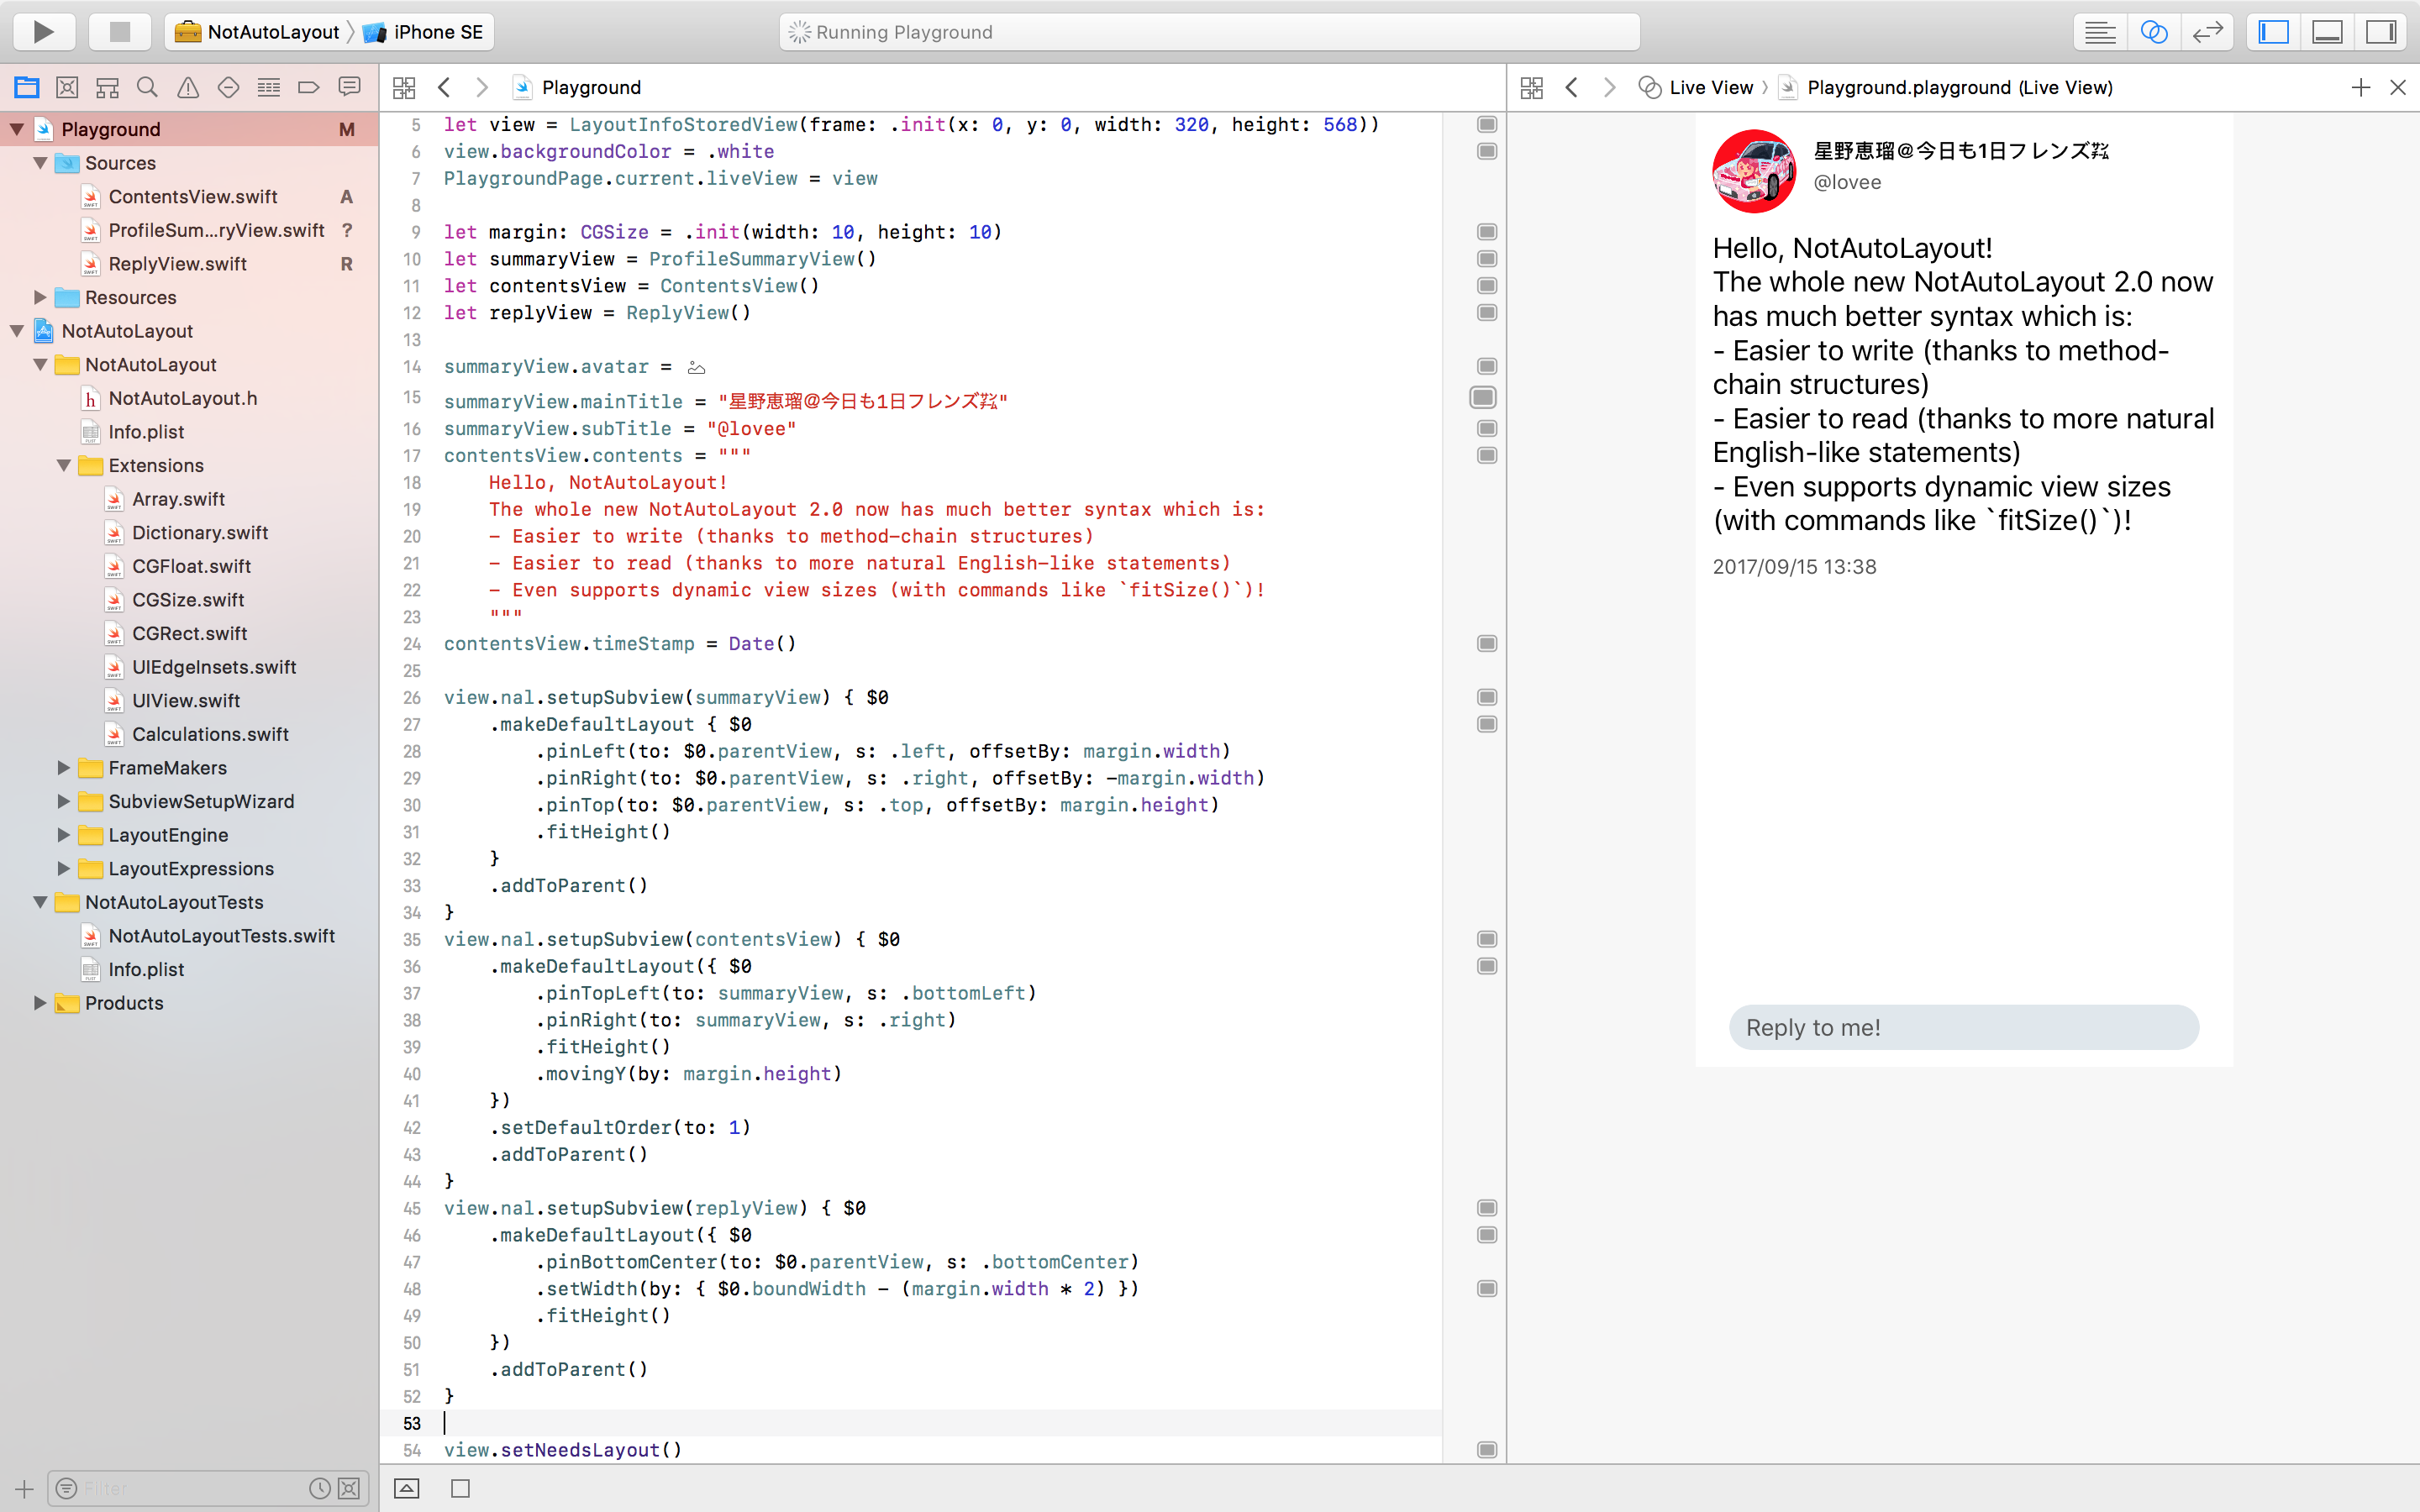 NotAutoLayout 〉 iPhone SE
Running Playground
Playground M
Sources
ContentsView.swift A
ProfileSum...ryView.swift ?
ReplyView.swift R
Resources
NotAutoLayout
NotAutoLayout
NotAutoLayout.h
Info.plist
Extensions
Array.swift
Dictionary.swift
CGFloat.swift
CGSize.swift
CGRect.swift
UIEdgeInsets.swift
UIView.swift
Calculations.swift
FrameMakers
SubviewSetupWizard
LayoutEngine
LayoutExpressions
NotAutoLayoutTests
NotAutoLayoutTests.swift
Info.plist
Products
Filter
Playground
5 let view = LayoutInfoStoredView(frame: .init(x: 0, y: 0, width: 320, height: 568))
6 view.backgroundColor = .white
7 PlaygroundPage.current.liveView = view
8
9 let margin: CGSize = .init(width: 10, height: 10)
10 let summaryView = ProfileSummaryView()
11 let contentsView = ContentsView()
12 let replyView = ReplyView()
13
14 summaryView.avatar =
15 summaryView.mainTitle = "星野恵瑠@今日も1日フレンズ㌠"
16 summaryView.subTitle = "@lovee"
17 contentsView.contents = """
18 Hello, NotAutoLayout!
19 The whole new NotAutoLayout 2.0 now has much better syntax which is:
20 - Easier to write (thanks to method-chain structures)
21 - Easier to read (thanks to more natural English-like statements)
22 - Even supports dynamic view sizes (with commands like `fitSize()`)!
23 """
24 contentsView.timeStamp = Date()
25
26 view.nal.setupSubview(summaryView) { $0
27 .makeDefaultLayout { $0
28 .pinLeft(to: $0.parentView, s: .left, offsetBy: margin.width)
29 .pinRight(to: $0.parentView, s: .right, offsetBy: -margin.width)
30 .pinTop(to: $0.parentView, s: .top, offsetBy: margin.height)
31 .fitHeight()
32 }
33 .addToParent()
34 }
35 view.nal.setupSubview(contentsView) { $0
36 .makeDefaultLayout({ $0
37 .pinTopLeft(to: summaryView, s: .bottomLeft)
38 .pinRight(to: summaryView, s: .right)
39 .fitHeight()
40 .movingY(by: margin.height)
41 })
42 .setDefaultOrder(to: 1)
43 .addToParent()
44 }
45 view.nal.setupSubview(replyView) { $0
46 .makeDefaultLayout({ $0
47 .pinBottomCenter(to: $0.parentView, s: .bottomCenter)
48 .setWidth(by: { $0.boundWidth - (margin.width * 2) })
49 .fitHeight()
50 })
51 .addToParent()
52 }
53
54 view.setNeedsLayout()
Live View 〉 Playground.playground (Live View)
星野恵瑠@今日も1日フレンズ㌠
@lovee
Hello, NotAutoLayout!
The whole new NotAutoLayout 2.0 now
has much better syntax which is:
- Easier to write (thanks to method-
chain structures)
- Easier to read (thanks to more natural
English-like statements)
- Even supports dynamic view sizes
(with commands like `fitSize()`)!
2017/09/15 13:38
Reply to me!